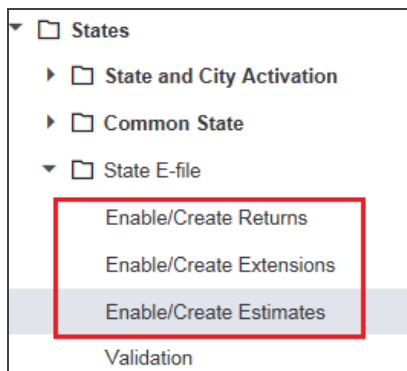 States
State and City Activation
Common State
State E-file
Enable/Create Returns
Enable/Create Extensions
Enable/Create Estimates
Validation